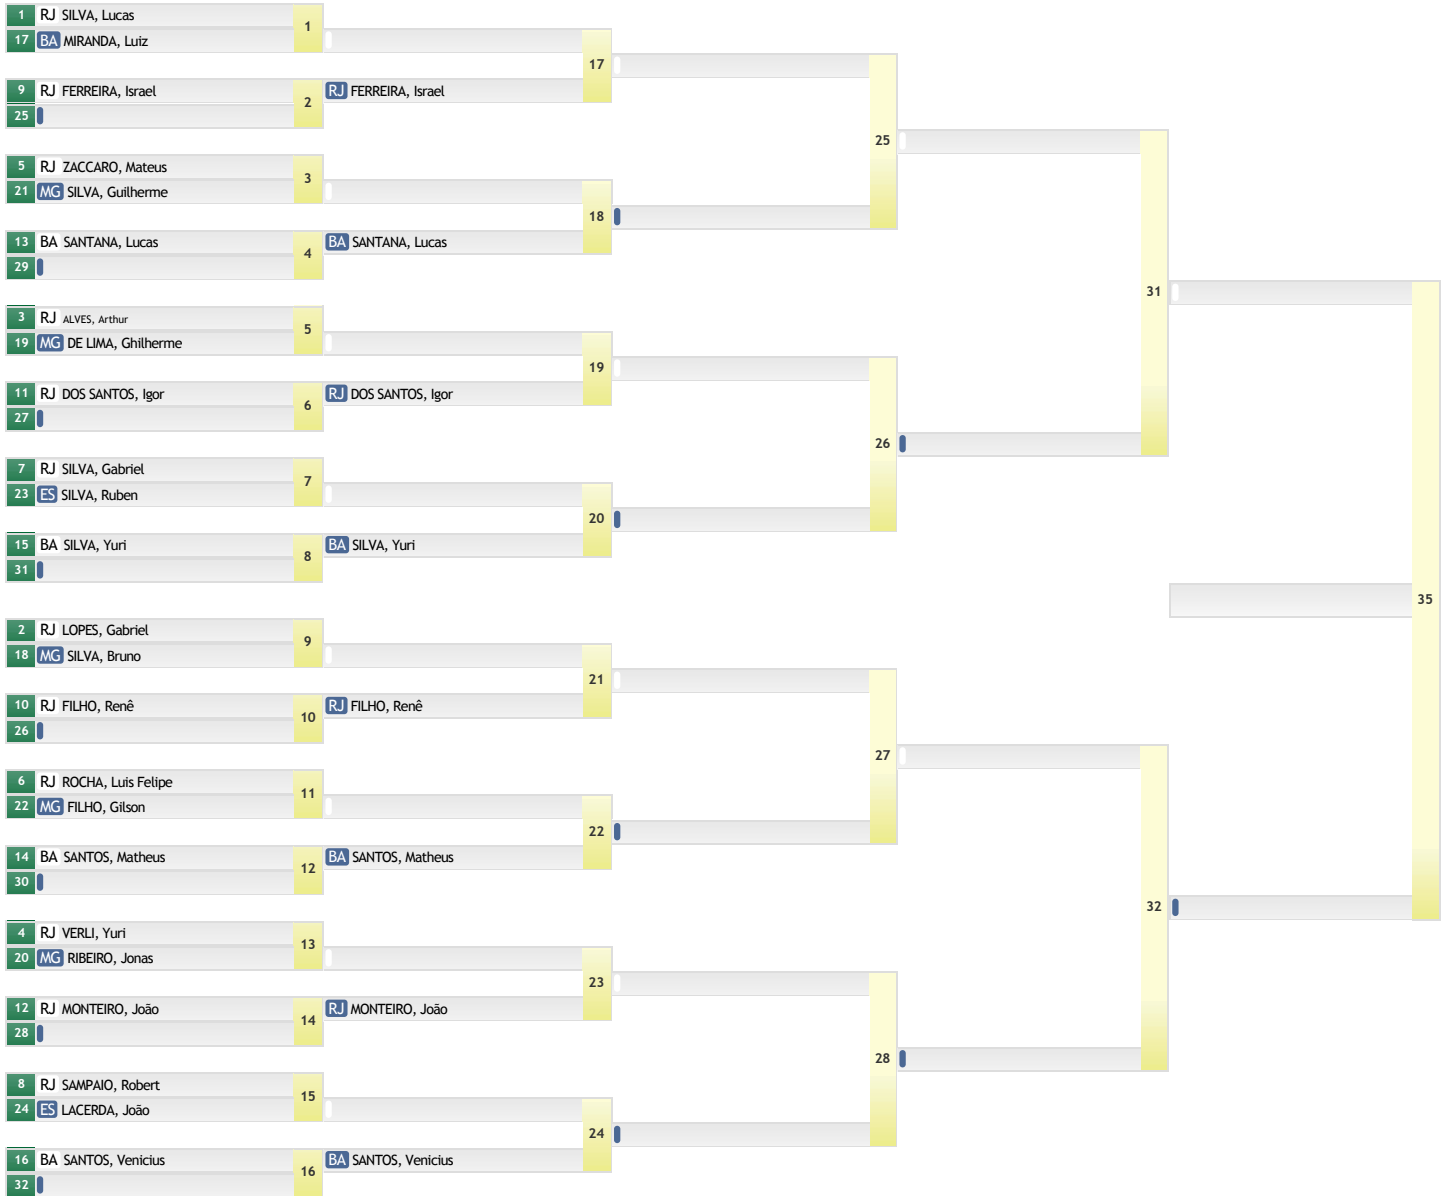 1 RJ SILVA, Lucas
1
17 BA MIRANDA, Luiz
17
9 RJ FERREIRA, Israel
2
RJ FERREIRA, Israel
25
25
5 RJ ZACCARO, Mateus
3
21 MG SILVA, Guilherme
18
13 BA SANTANA, Lucas
4
BA SANTANA, Lucas
29
31
3 RJ ALVES, Arthur
5
19 MG DE LIMA, Ghilherme
19
11 RJ DOS SANTOS, Igor
6
RJ DOS SANTOS, Igor
27
26
7 RJ SILVA, Gabriel
7
23 ES SILVA, Ruben
20
15 BA SILVA, Yuri
8
BA SILVA, Yuri
31
35
2 RJ LOPES, Gabriel
9
18 MG SILVA, Bruno
21
10 RJ FILHO, Renê
10
RJ FILHO, Renê
26
27
6 RJ ROCHA, Luis Felipe
11
22 MG FILHO, Gilson
22
14 BA SANTOS, Matheus
12
BA SANTOS, Matheus
30
32
4 RJ VERLI, Yuri
13
20 MG RIBEIRO, Jonas
23
12 RJ MONTEIRO, João
14
RJ MONTEIRO, João
28
28
8 RJ SAMPAIO, Robert
15
24 ES LACERDA, João
24
16 BA SANTOS, Venicius
16
BA SANTOS, Venicius
32